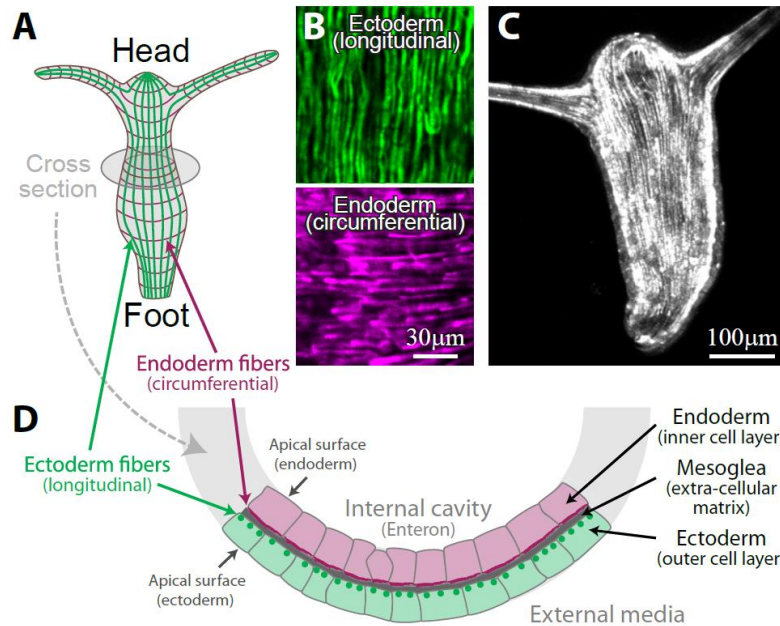 A
Head
Cross
section
Foot
B
Ectoderm
(longitudinal)
Endoderm
(circumferential)
30µm
C
100µm
Endoderm fibers
(circumferential)
D
Ectoderm fibers
(longitudinal)
Apical surface
(endoderm)
Internal cavity
(Enteron)
Apical surface
(ectoderm)
Endoderm
(inner cell layer)
Mesoglea
(extra-cellular
matrix)
Ectoderm
(outer cell layer)
External media